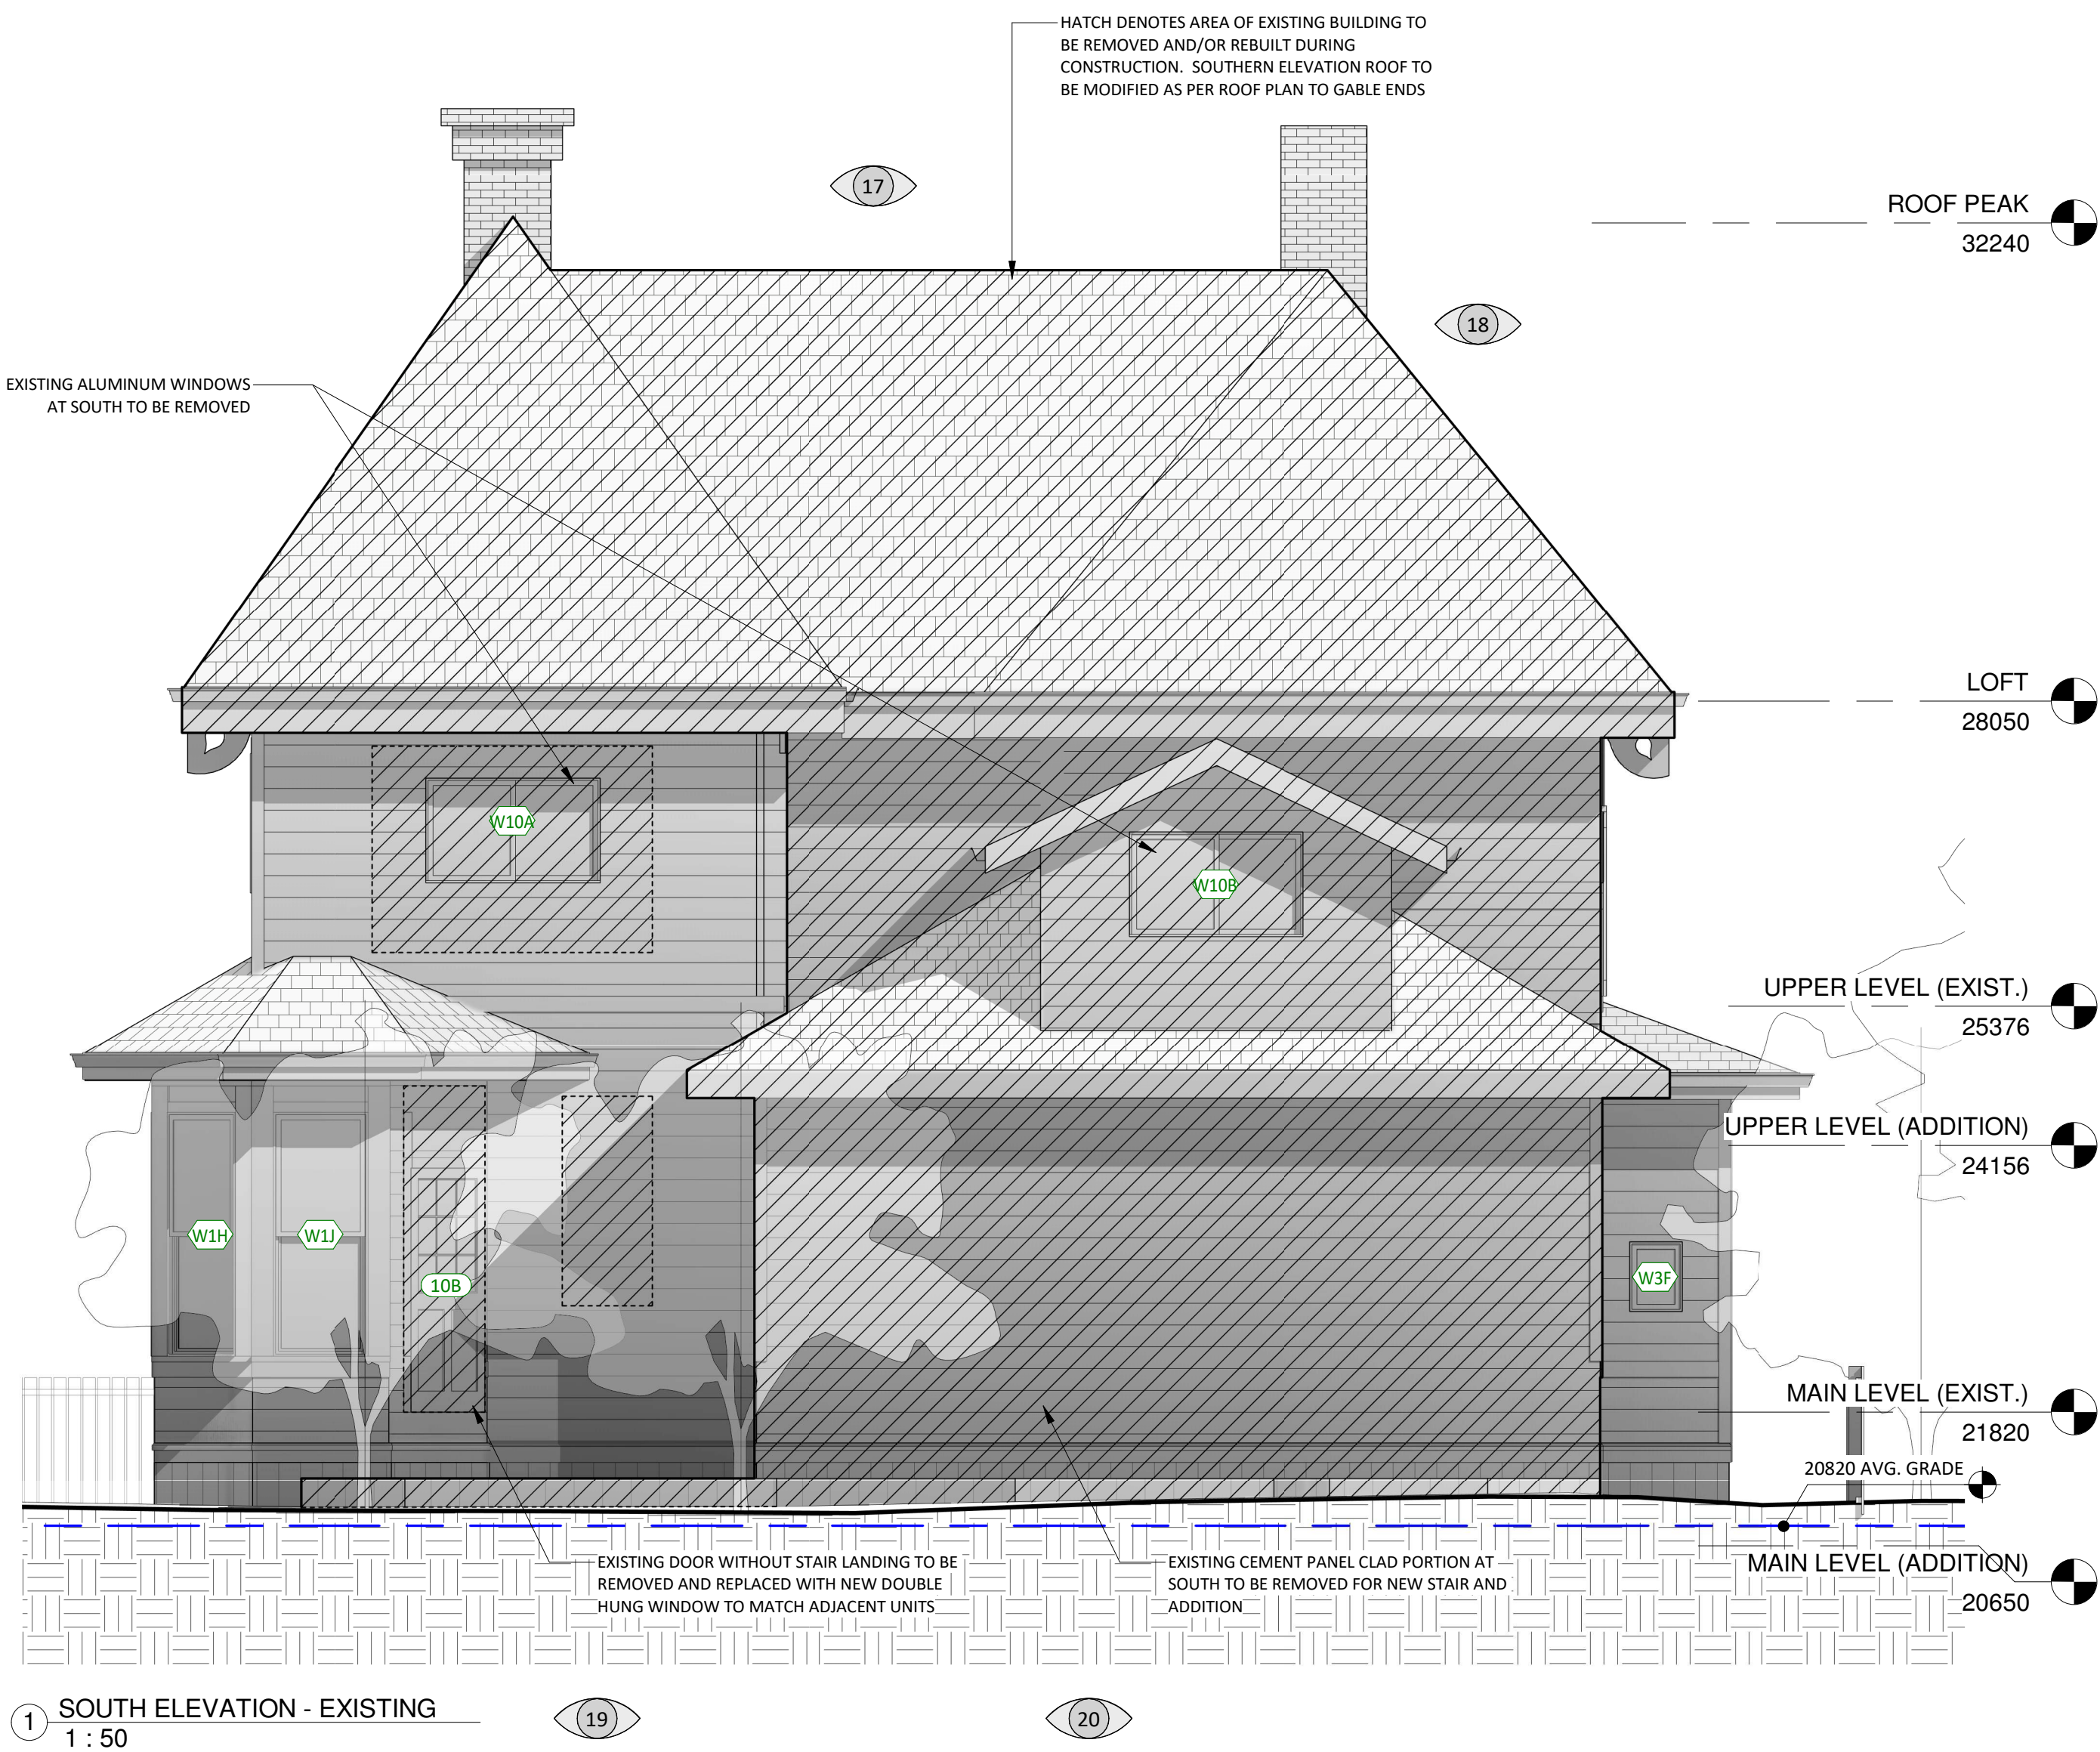 HATCH DENOTES AREA OF EXISTING BUILDING TO
BE REMOVED AND/OR REBUILT DURING
CONSTRUCTION. SOUTHERN ELEVATION ROOF TO
BE MODIFIED AS PER ROOF PLAN TO GABLE ENDS
17
ROOF PEAK
32240
18
EXISTING ALUMINUM WINDOWS
AT SOUTH TO BE REMOVED
LOFT
28050
W10A
W10B
UPPER LEVEL (EXIST.)
25376
UPPER LEVEL (ADDITION)
24156
W1H
W1J
10B
W3F
MAIN LEVEL (EXIST.)
21820
20820 AVG. GRADE
EXISTING DOOR WITHOUT STAIR LANDING TO BE
REMOVED AND REPLACED WITH NEW DOUBLE
HUNG WINDOW TO MATCH ADJACENT UNITS
EXISTING CEMENT PANEL CLAD PORTION AT
SOUTH TO BE REMOVED FOR NEW STAIR AND
ADDITION
MAIN LEVEL (ADDITION)
20650
1 SOUTH ELEVATION - EXISTING
1 : 50
19
20